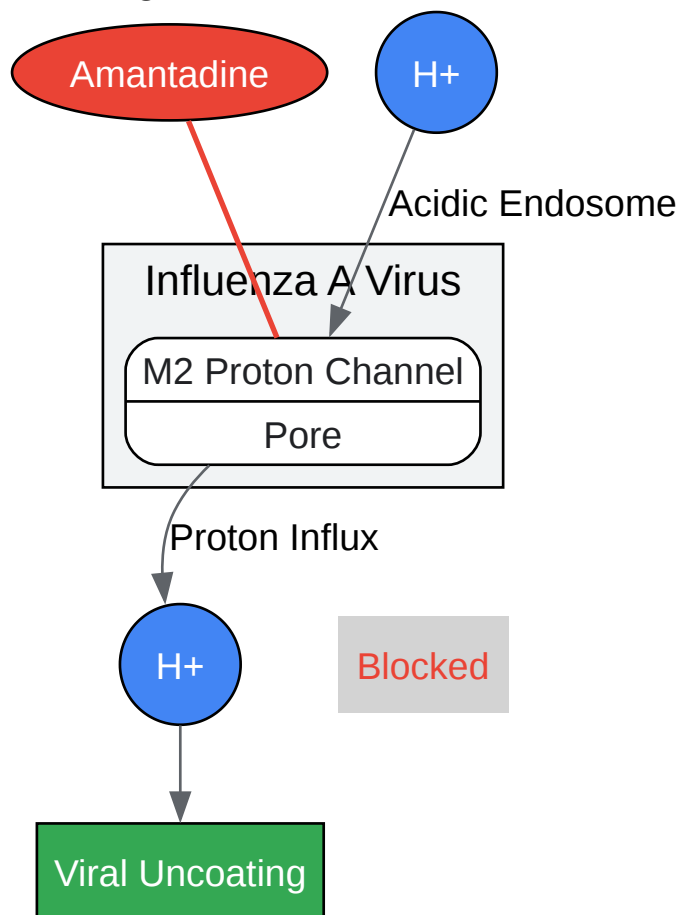 Amantadine
H+
Acidic Endosome
Influenza A Virus
M2 Proton Channel
Pore
Proton Influx
H+
Blocked
Viral Uncoating